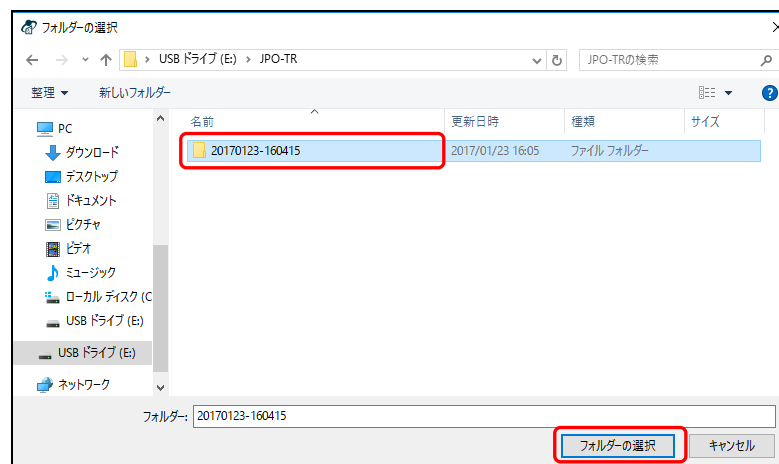 フォルダーの選択
USB ドライブ (E:) › JPO-TR
JPO-TRの検索
整理
新しいフォルダー
?
名前
更新日時
種類
サイズ
20170123-160415
2017/01/23 16:05
ファイル フォルダー
PC
ダウンロード
デスクトップ
ドキュメント
ピクチャ
ビデオ
ミュージック
ローカル ディスク (C
USB ドライブ (E:)
USB ドライブ (E:)
ネットワーク
フォルダー: 20170123-160415
フォルダーの選択
キャンセル